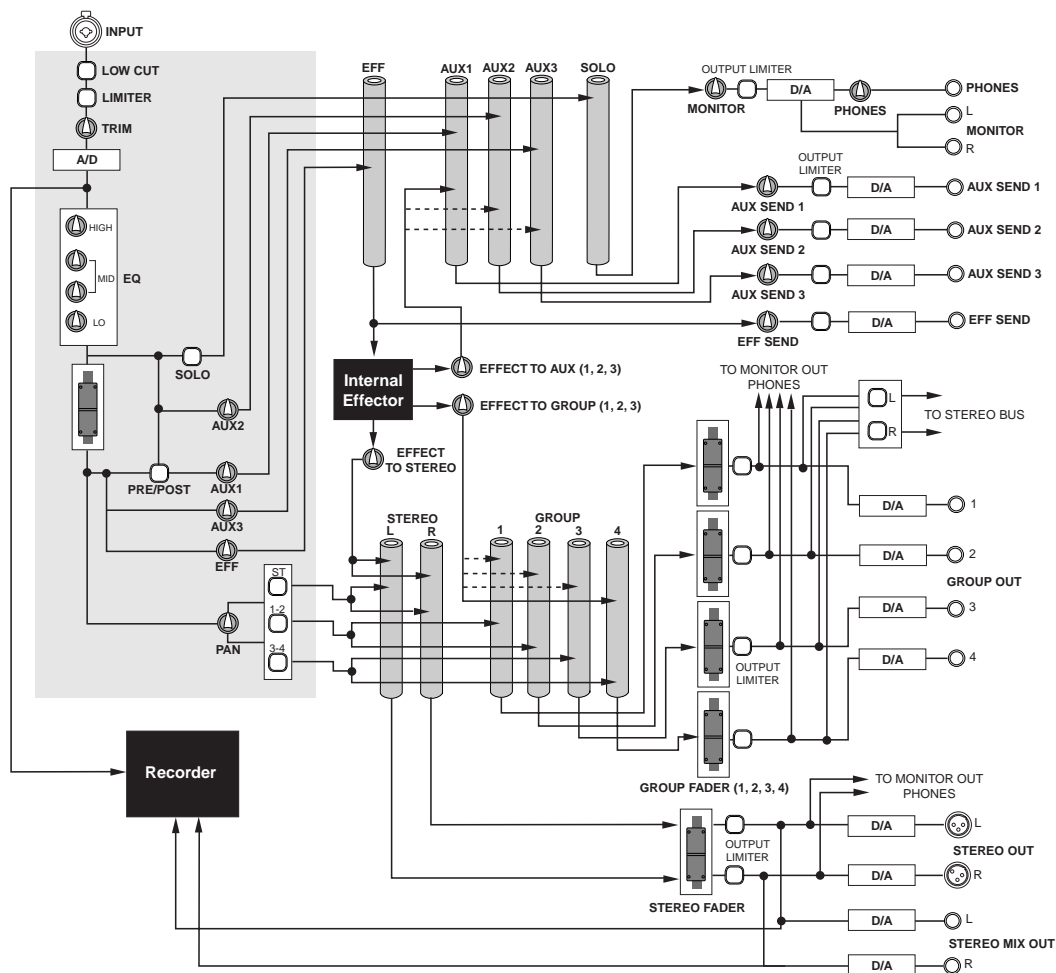 INPUT
LOW CUT
LIMITER
TRIM
A/D
HIGH
MID
EQ
LO
SOLO
AUX2
PRE/POST
AUX1
AUX3
EFF
ST
1-2
3-4
PAN
EFF
AUX1
AUX2
AUX3
SOLO
OUTPUT LIMITER
MONITOR
D/A
PHONES
PHONES
L
MONITOR
R
OUTPUT
LIMITER
AUX SEND 1
D/A
AUX SEND 1
AUX SEND 2
D/A
AUX SEND 2
AUX SEND 3
D/A
AUX SEND 3
EFF SEND
D/A
EFF SEND
Internal
Effector
EFFECT TO AUX (1, 2, 3)
EFFECT TO GROUP (1, 2, 3)
EFFECT
TO STEREO
TO MONITOR OUT
PHONES
L
R
TO STEREO BUS
STEREO
L
R
GROUP
1
2
3
4
D/A
1
D/A
2
GROUP OUT
D/A
3
D/A
4
OUTPUT
LIMITER
GROUP FADER (1, 2, 3, 4)
Recorder
TO MONITOR OUT
PHONES
OUTPUT
LIMITER
STEREO FADER
D/A
L
STEREO OUT
D/A
R
D/A
L
STEREO MIX OUT
D/A
R